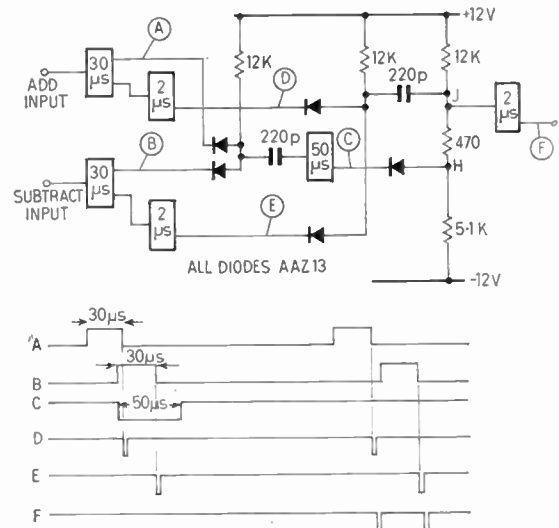 +12V
A
12K
12K
12K
ADD
INPUT
30
μs
2
μs
D
220p
J
2
μs
F
B
220p
50
μs
C
470
H
SUBTRACT
INPUT
30
μs
2
μs
E
5·1K
ALL DIODES AAZ13
-12V
30μs
A
30μs
B
C
50μs
D
E
F